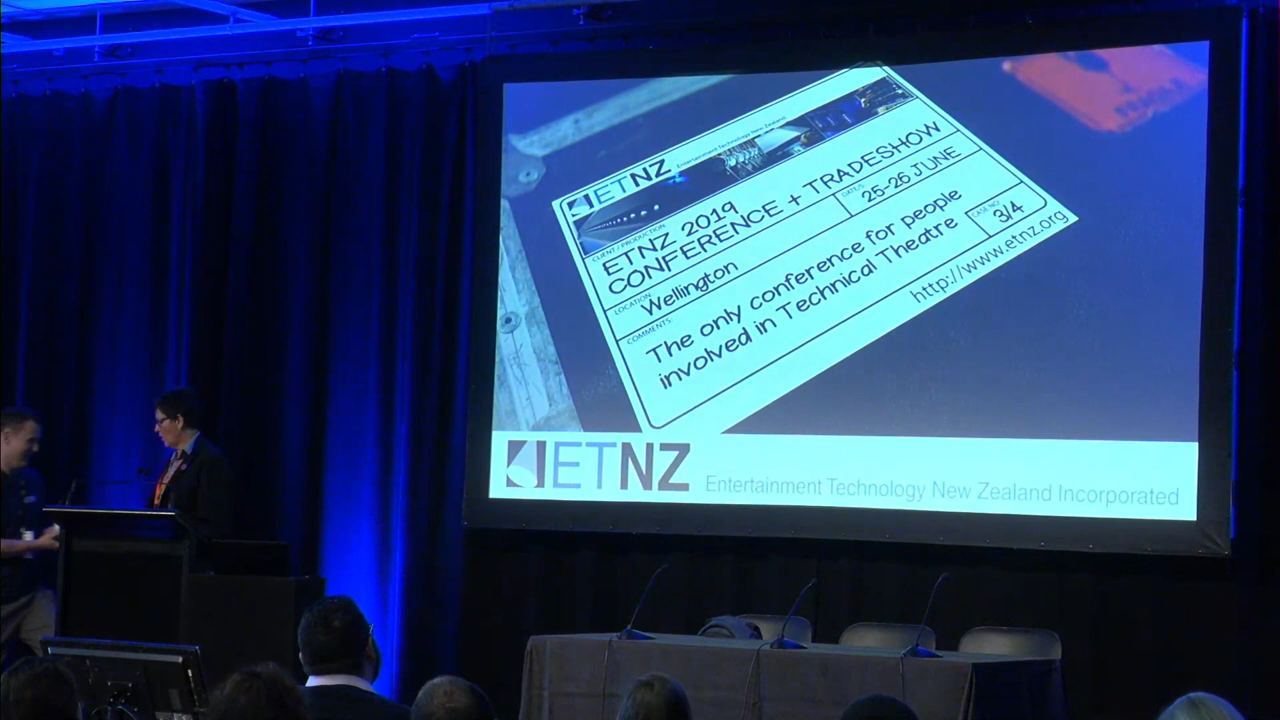 ETNZ Entertainment Technology New Zealand
CLIENT / PRODUCTION:
ETNZ 2019
CONFERENCE + TRADESHOW
LOCATION:
Wellington
DATE/S:
25-26 JUNE
COMMENTS:
The only conference for people
involved in Technical Theatre
CASE NO:
3/4
http://www.etnz.org
ETNZ Entertainment Technology New Zealand Incorporated